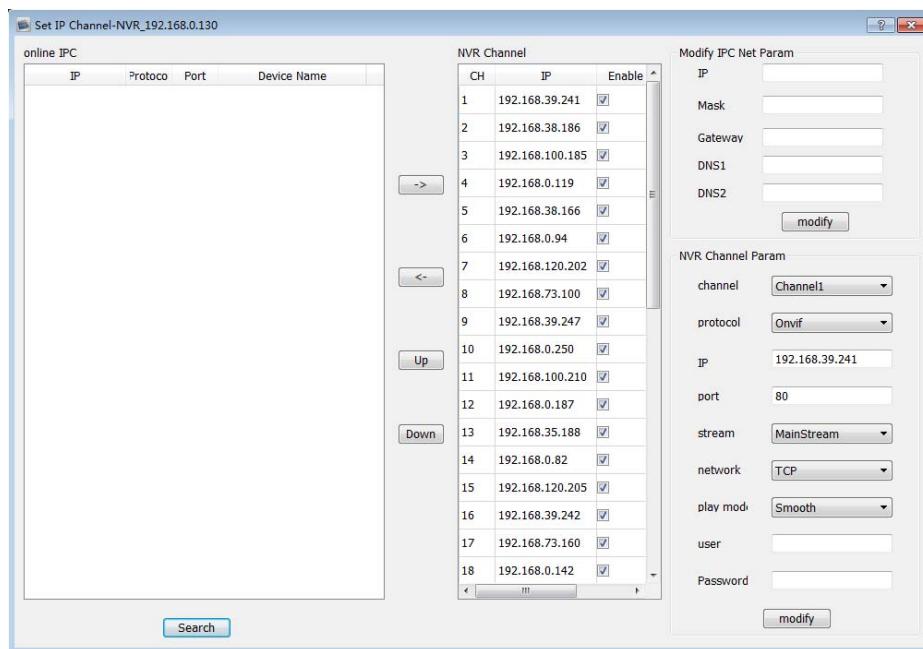 Set IP Channel-NVR_192.168.0.130
online IPC
IP Protoco Port Device Name
Search
->
<-
Up
Down
NVR Channel
CH IP Enable
1 192.168.39.241
2 192.168.38.186
3 192.168.100.185
4 192.168.0.119
5 192.168.38.166
6 192.168.0.94
7 192.168.120.202
8 192.168.73.100
9 192.168.39.247
10 192.168.0.250
11 192.168.100.210
12 192.168.0.187
13 192.168.35.188
14 192.168.0.82
15 192.168.120.205
16 192.168.39.242
17 192.168.73.160
18 192.168.0.142
Modify IPC Net Param
IP
Mask
Gateway
DNS1
DNS2
modify
NVR Channel Param
channel Channel1
protocol Onvif
IP 192.168.39.241
port 80
stream MainStream
network TCP
play mod Smooth
user
Password
modify